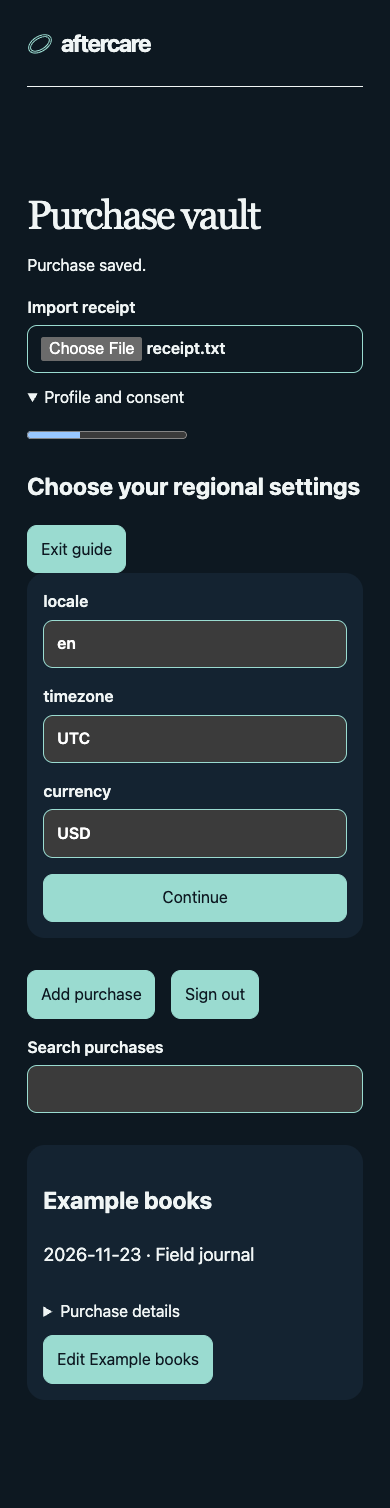 aftercare
Purchase vault
Purchase saved.
Import receipt
Choose File receipt.txt
Profile and consent
Choose your regional settings
Exit guide
locale
en
timezone
UTC
currency
USD
Continue
Add purchase Sign out
Search purchases
Example books
2026-11-23 · Field journal
Purchase details
Edit Example books